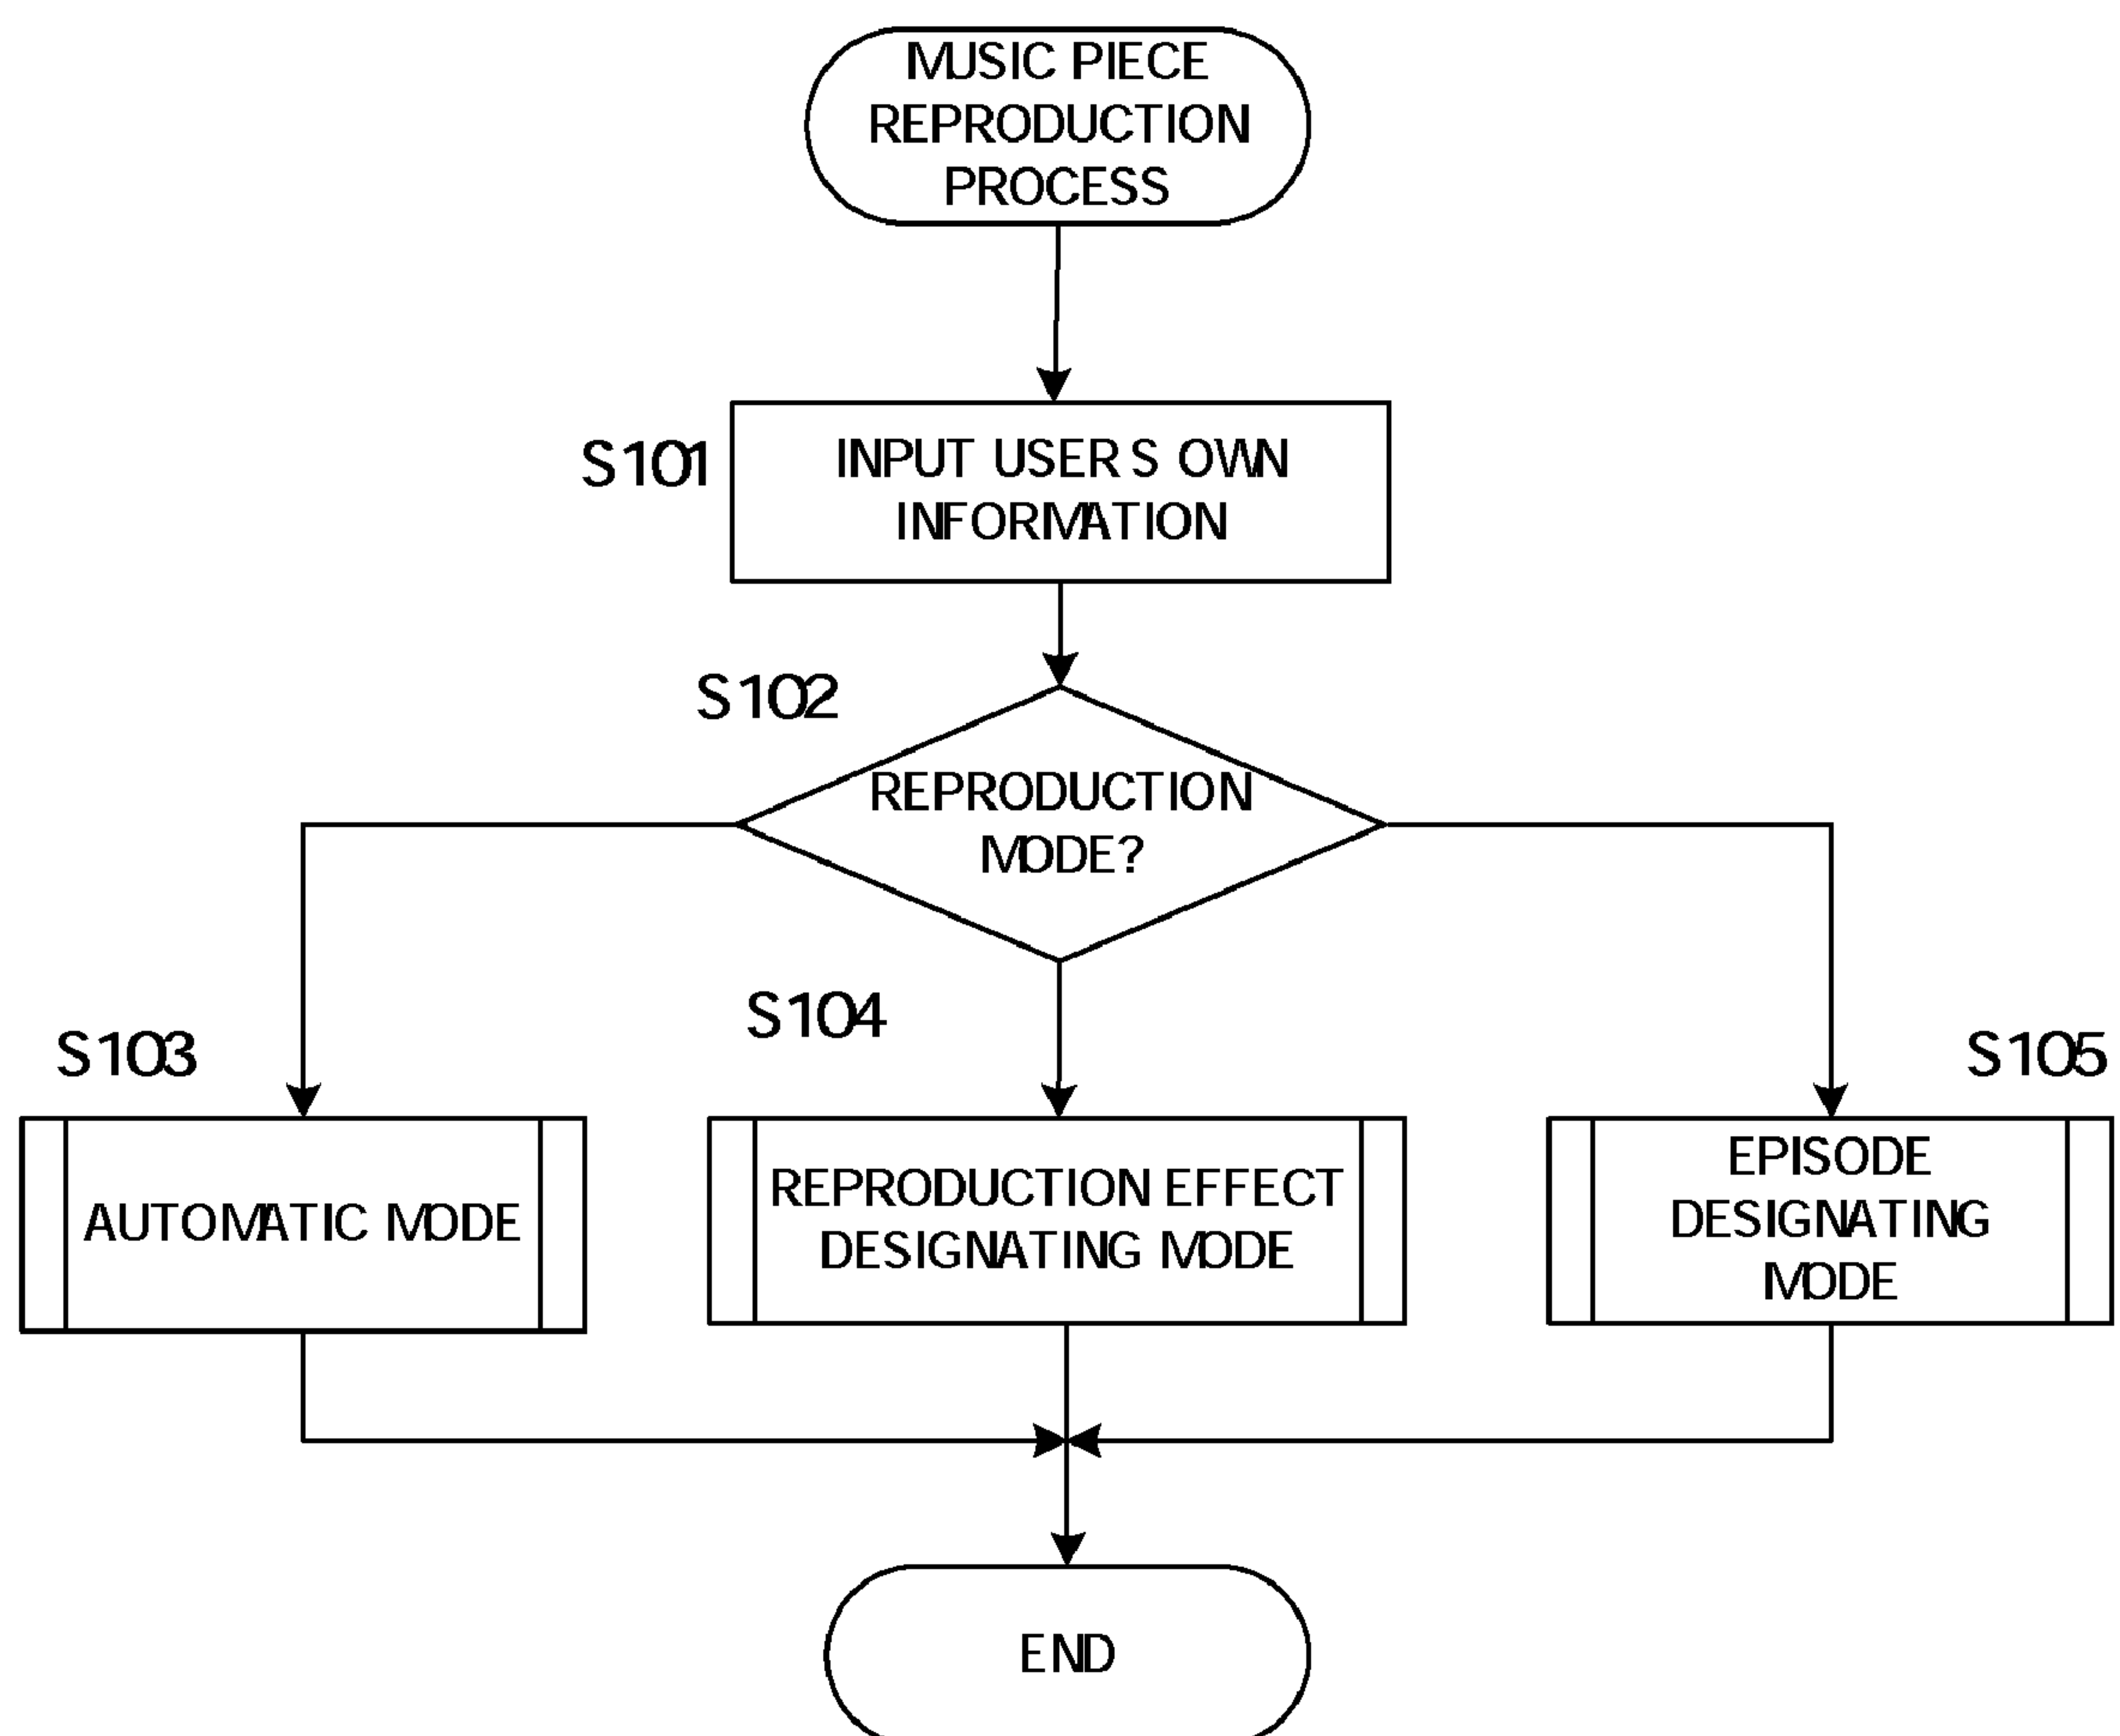 MUSIC PIECE
REPRODUCTION
PROCESS
S101
INPUT USER S OWN
INFORMATION
S102
REPRODUCTION
MODE?
S103
S104
S105
AUTOMATIC MODE
REPRODUCTION EFFECT
DESIGNATING MODE
EPISODE
DESIGNATING
MODE
END